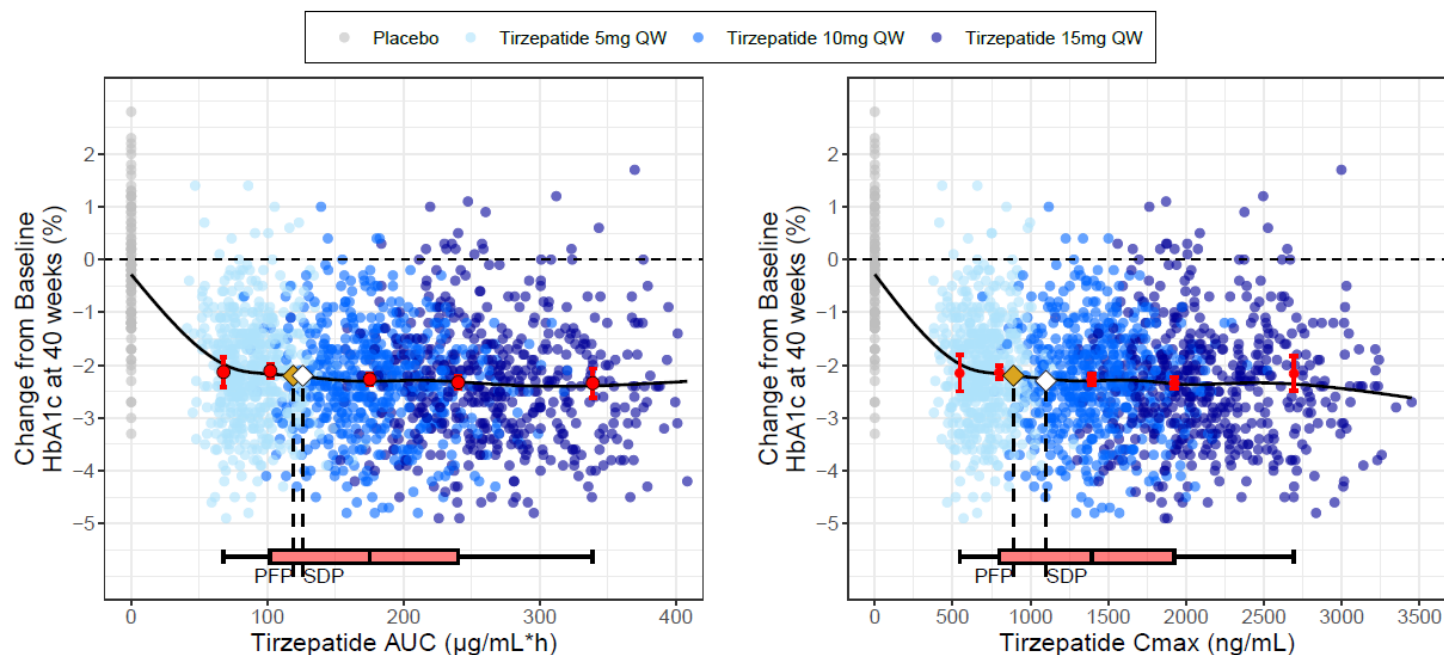 Placebo Tirzepatide 5mg QW Tirzepatide 10mg QW Tirzepatide 15mg QW
Change from Baseline
HbA1c at 40 weeks (%)
2
1
0
−1
−2
−3
−4
−5
PFP SDP
0 100 200 300 400
Tirzepatide AUC (µg/mL*h)
Change from Baseline
HbA1c at 40 weeks (%)
2
1
0
−1
−2
−3
−4
−5
PFP SDP
0 500 1000 1500 2000 2500 3000 3500
Tirzepatide Cmax (ng/mL)